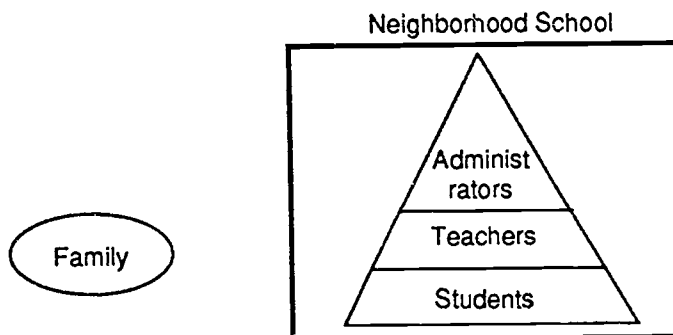 Neighborhood School
Administ
rators
Teachers
Family
Students